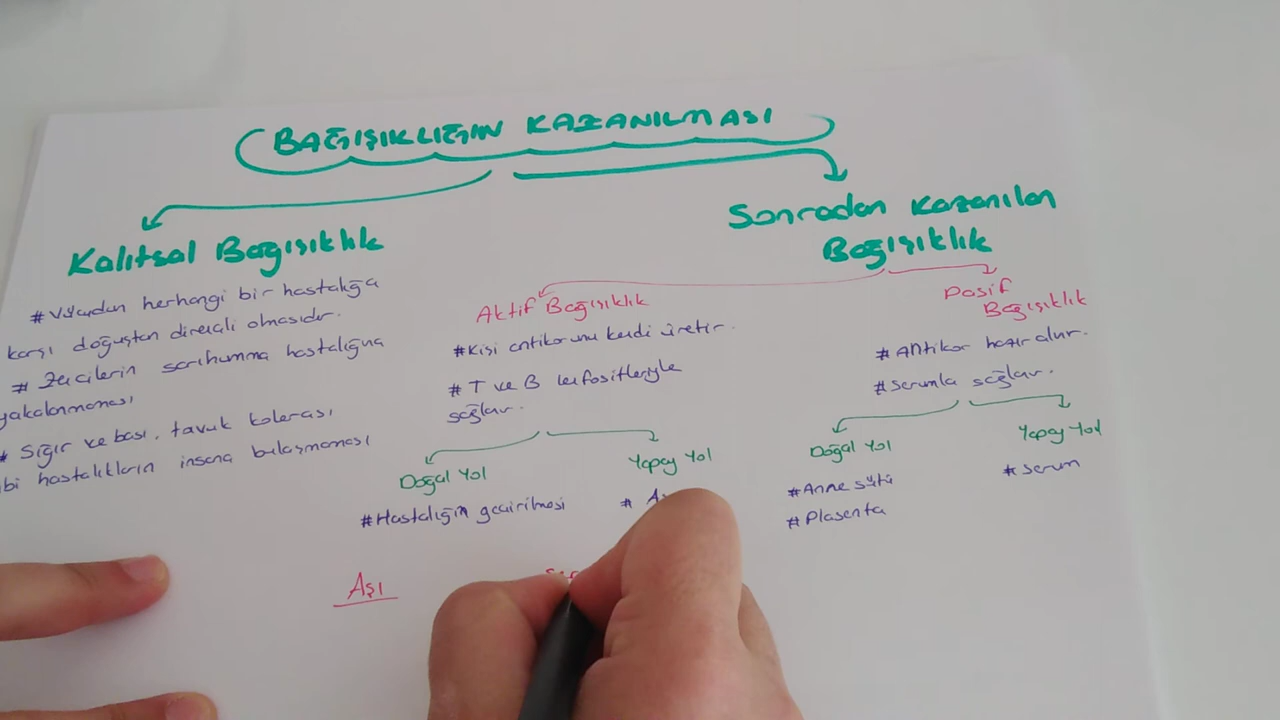 BAĞIŞIKLIĞIN KAZANILMASI
Kalıtsal Bağışıklık
# Vücudun herhangi bir hastalığa
karşı doğuştan dirençli olmasıdır.
# Zencilerin sarıhumma hastalığına
yakalanmaması
# Sığır vebası, tavuk kolerası
bi hastalıkların insana bulaşmaması
Sonradan Kazanılan
Bağışıklık
Aktif Bağışıklık
# Kişi antikorunu kendi üretir.
# T ve B lenfositleriyle
sağlar.
Doğal Yol
# Hastalığın geçirilmesi
Yapay Yol
#
Pasif
Bağışıklık
# Antikor hazır alınır.
# Serumla sağlar.
Doğal Yol
# Anne sütü
# Plasenta
Yapay Yol
# Serum
Aşı